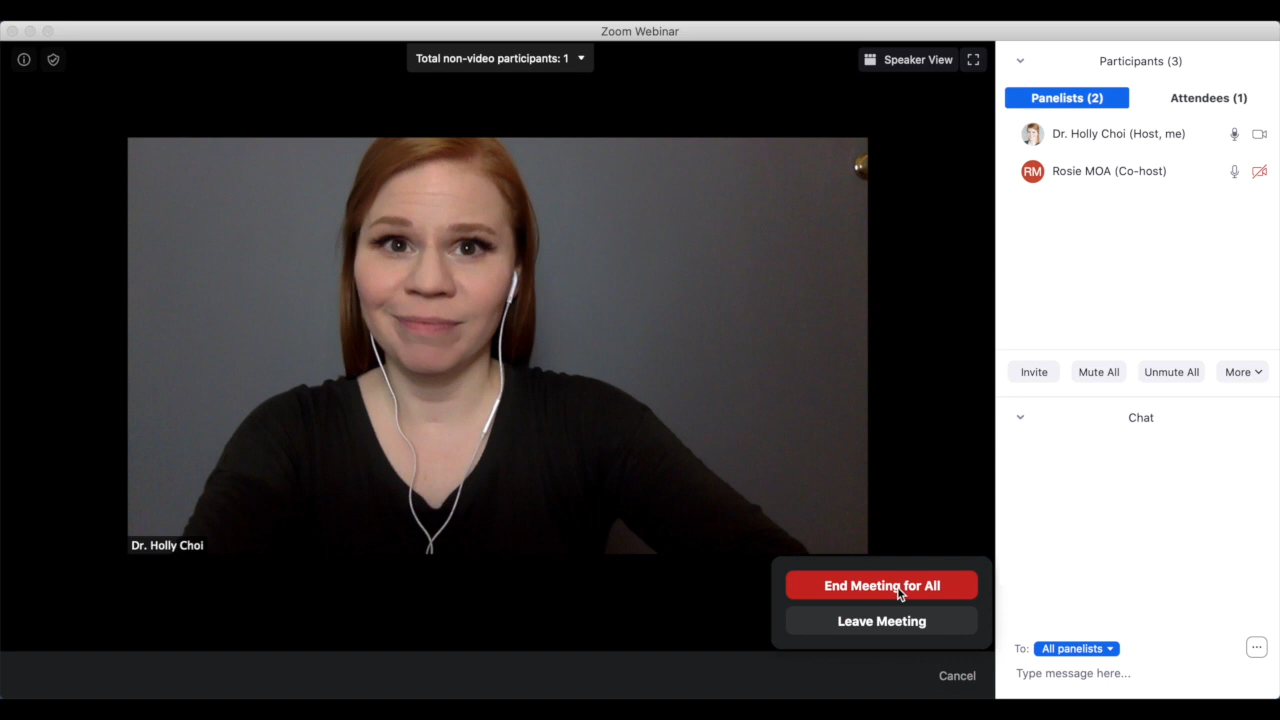 Zoom Webinar
Total non-video participants: 1
Speaker View
Dr. Holly Choi
End Meeting for All
Leave Meeting
Cancel
Participants (3)
Panelists (2) Attendees (1)
Dr. Holly Choi (Host, me)
RM Rosie MOA (Co-host)
Invite Mute All Unmute All More
Chat
To: All panelists
Type message here...